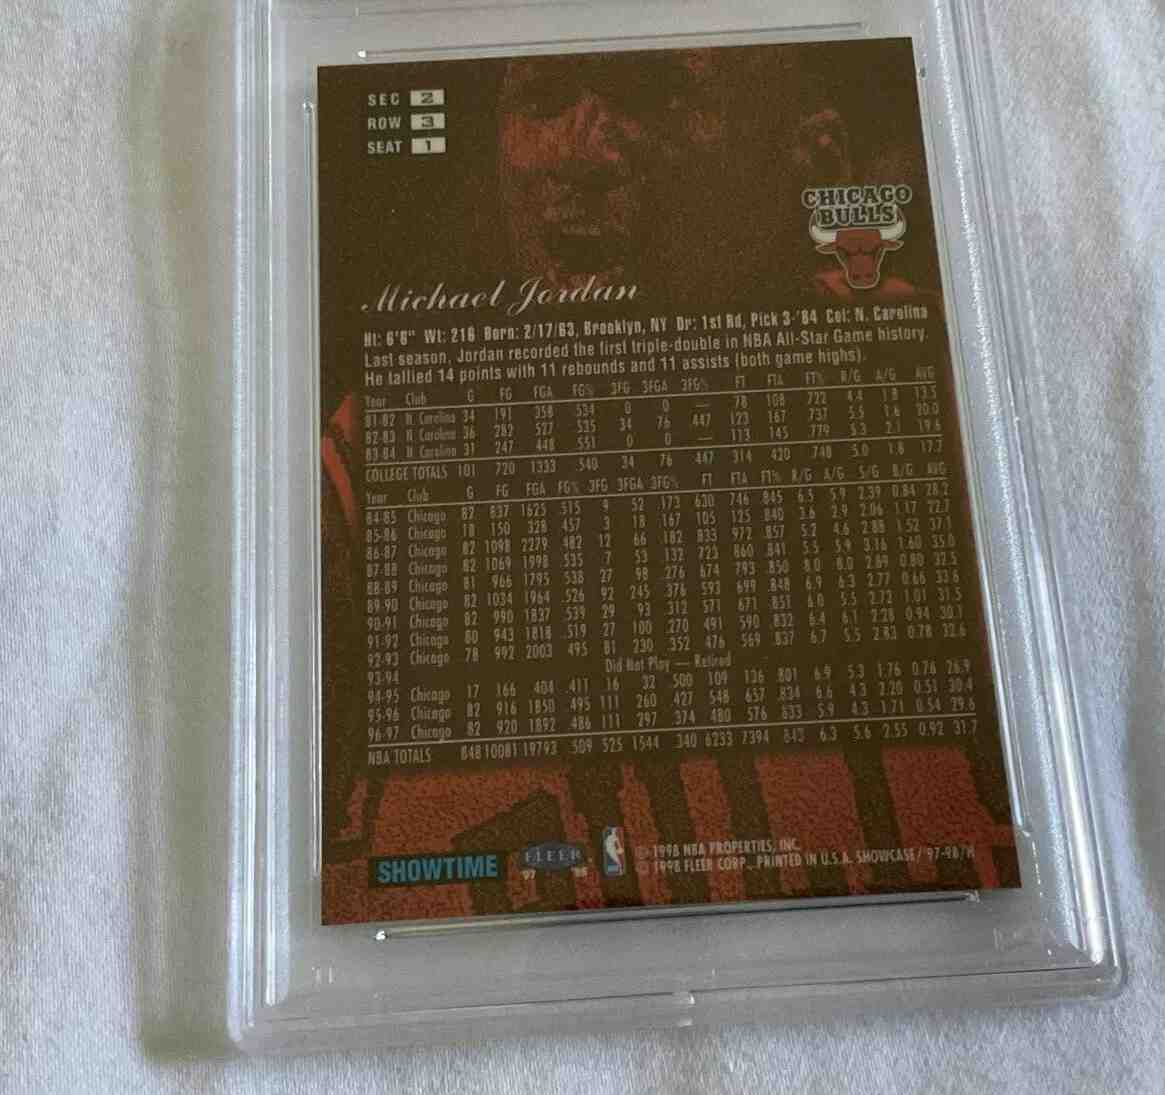 SEC 2
ROW 3
SEAT 1
CHICAGO
BULLS
Michael Jordan
Ht: 6'6" Wt: 216 Born: 2/17/63, Brooklyn, NY Dr: 1st Rd, Pick 3-'84 Col: N. Carolina
Last season, Jordan recorded the first triple-double in NBA All-Star Game history.
He tallied 14 points with 11 rebounds and 11 assists (both game highs).
Year Club G FG FGA FG% 3FG 3FGA 3FG% FT FTA FT% R/G A/G AVG
81-82 N. Carolina 34 191 358 .534 0 0 — 78 108 .722 4.4 1.8 13.5
82-83 N. Carolina 36 282 527 .535 34 76 .447 123 167 .737 5.5 1.6 20.0
83-84 N. Carolina 31 247 448 .551 0 0 — 113 145 .779 5.3 2.1 19.6
COLLEGE TOTALS 101 720 1333 .540 34 76 .447 314 420 .748 5.0 1.8 17.7
Year Club G FG FGA FG% 3FG 3FGA 3FG% FT FTA FT% R/G A/G S/G B/G AVG
84-85 Chicago 82 837 1625 .515 9 52 .173 630 746 .845 6.5 5.9 2.39 0.84 28.2
85-86 Chicago 18 150 328 .457 3 18 .167 105 125 .840 3.6 2.9 2.06 1.17 22.7
86-87 Chicago 82 1098 2279 .482 12 66 .182 833 972 .857 5.2 4.6 2.88 1.52 37.1
87-88 Chicago 82 1069 1998 .535 7 53 .132 723 860 .841 5.5 5.9 3.16 1.60 35.0
88-89 Chicago 81 966 1795 .538 27 98 .276 674 793 .850 8.0 8.0 2.89 0.80 32.5
89-90 Chicago 82 1034 1964 .526 92 245 .376 593 699 .848 6.9 6.3 2.77 0.66 33.6
90-91 Chicago 82 990 1837 .539 29 93 .312 571 671 .851 6.0 5.5 2.72 1.01 31.5
91-92 Chicago 80 943 1818 .519 27 100 .270 491 590 .832 6.4 6.1 2.28 0.94 30.1
92-93 Chicago 78 992 2003 .495 81 230 .352 476 569 .837 6.7 5.5 2.83 0.78 32.6
93-94 Did Not Play — Retired
94-95 Chicago 17 166 404 .411 16 32 .500 109 136 .801 6.9 5.3 1.76 0.76 26.9
95-96 Chicago 82 916 1850 .495 111 260 .427 548 657 .834 6.6 4.3 2.20 0.51 30.4
96-97 Chicago 82 920 1892 .486 111 297 .374 480 576 .833 5.9 4.3 1.71 0.54 29.6
NBA TOTALS 848 10081 19793 .509 525 1544 .340 6233 7394 .843 6.3 5.6 2.55 0.92 31.7
SHOWTIME
FLEER
'97 '98
© 1998 NBA PROPERTIES, INC.
© 1998 FLEER CORP., PRINTED IN U.S.A. SHOWCASE/'97-98/H